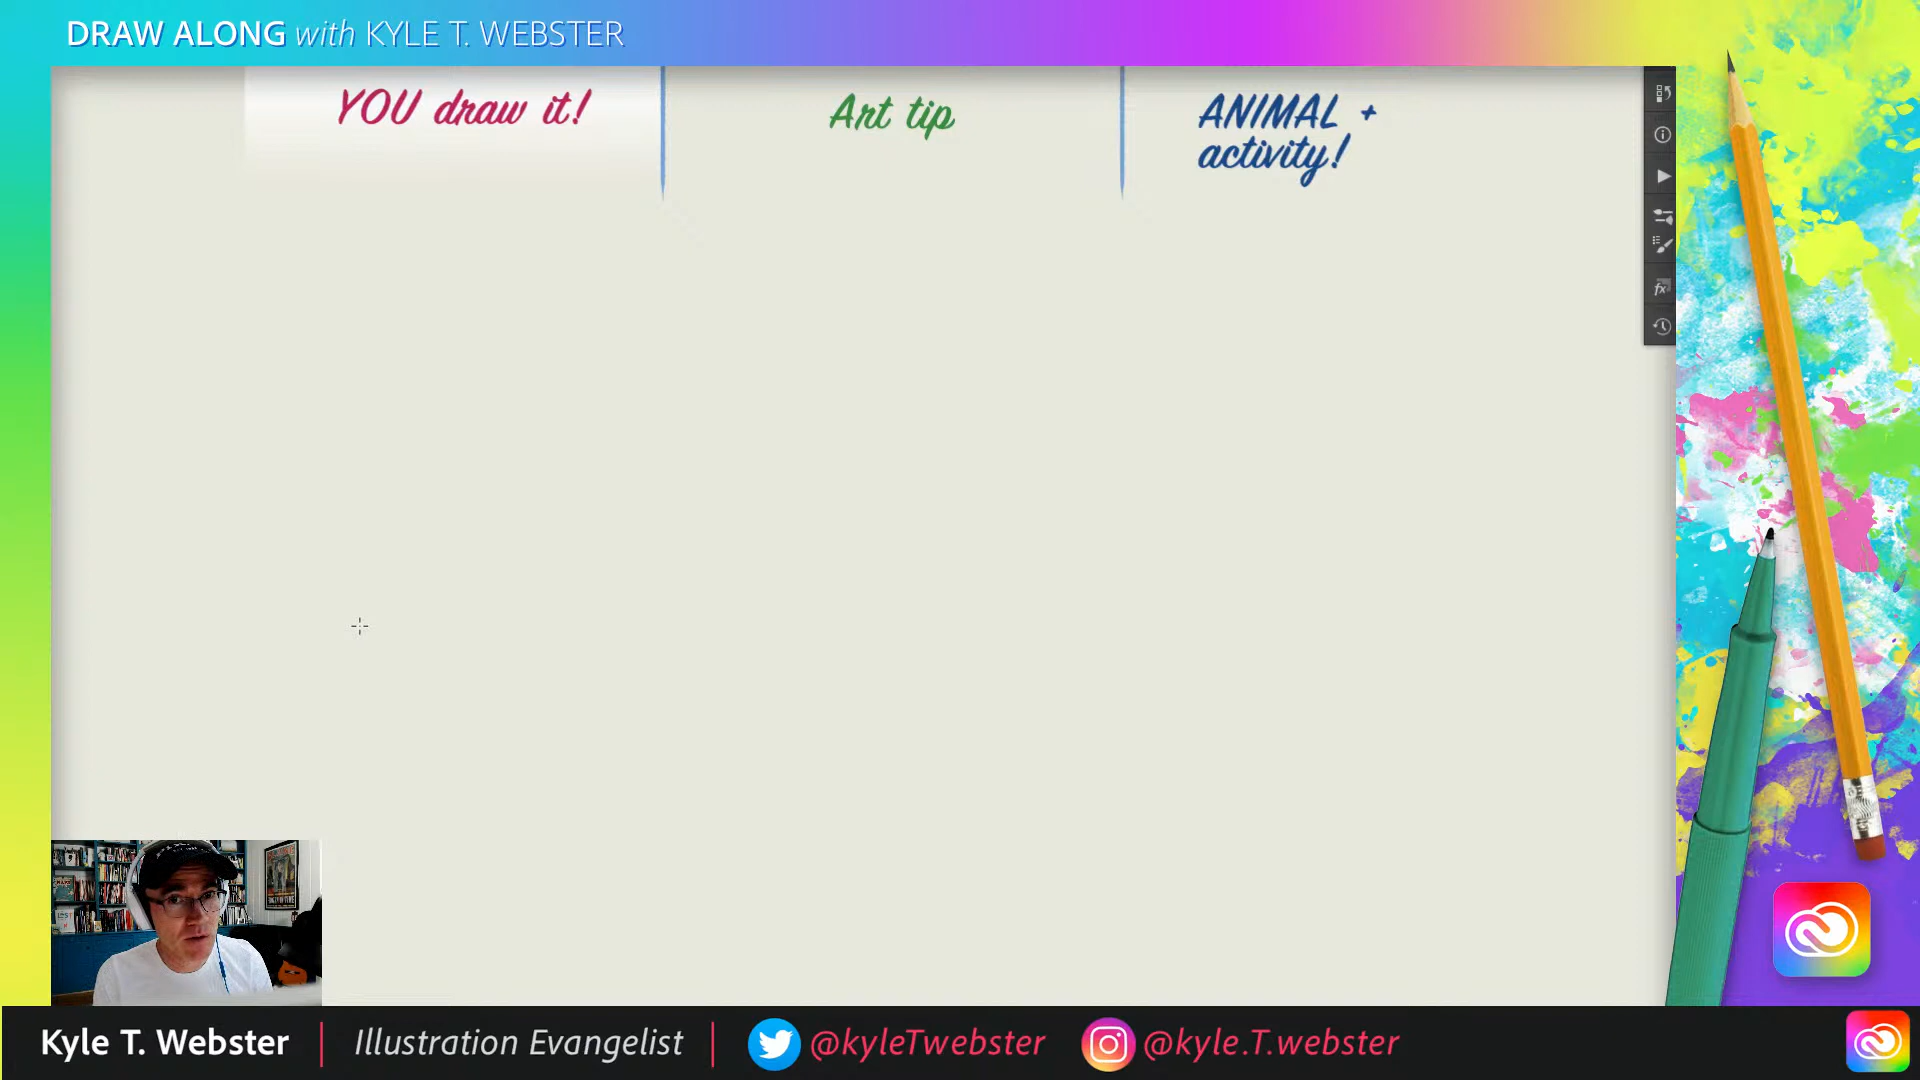 DRAW ALONG with KYLE T. WEBSTER
YOU draw it!
Art tip
ANIMAL +
activity!
fx
Kyle T. Webster | Illustration Evangelist | @kyleTwebster @kyle.T.webster